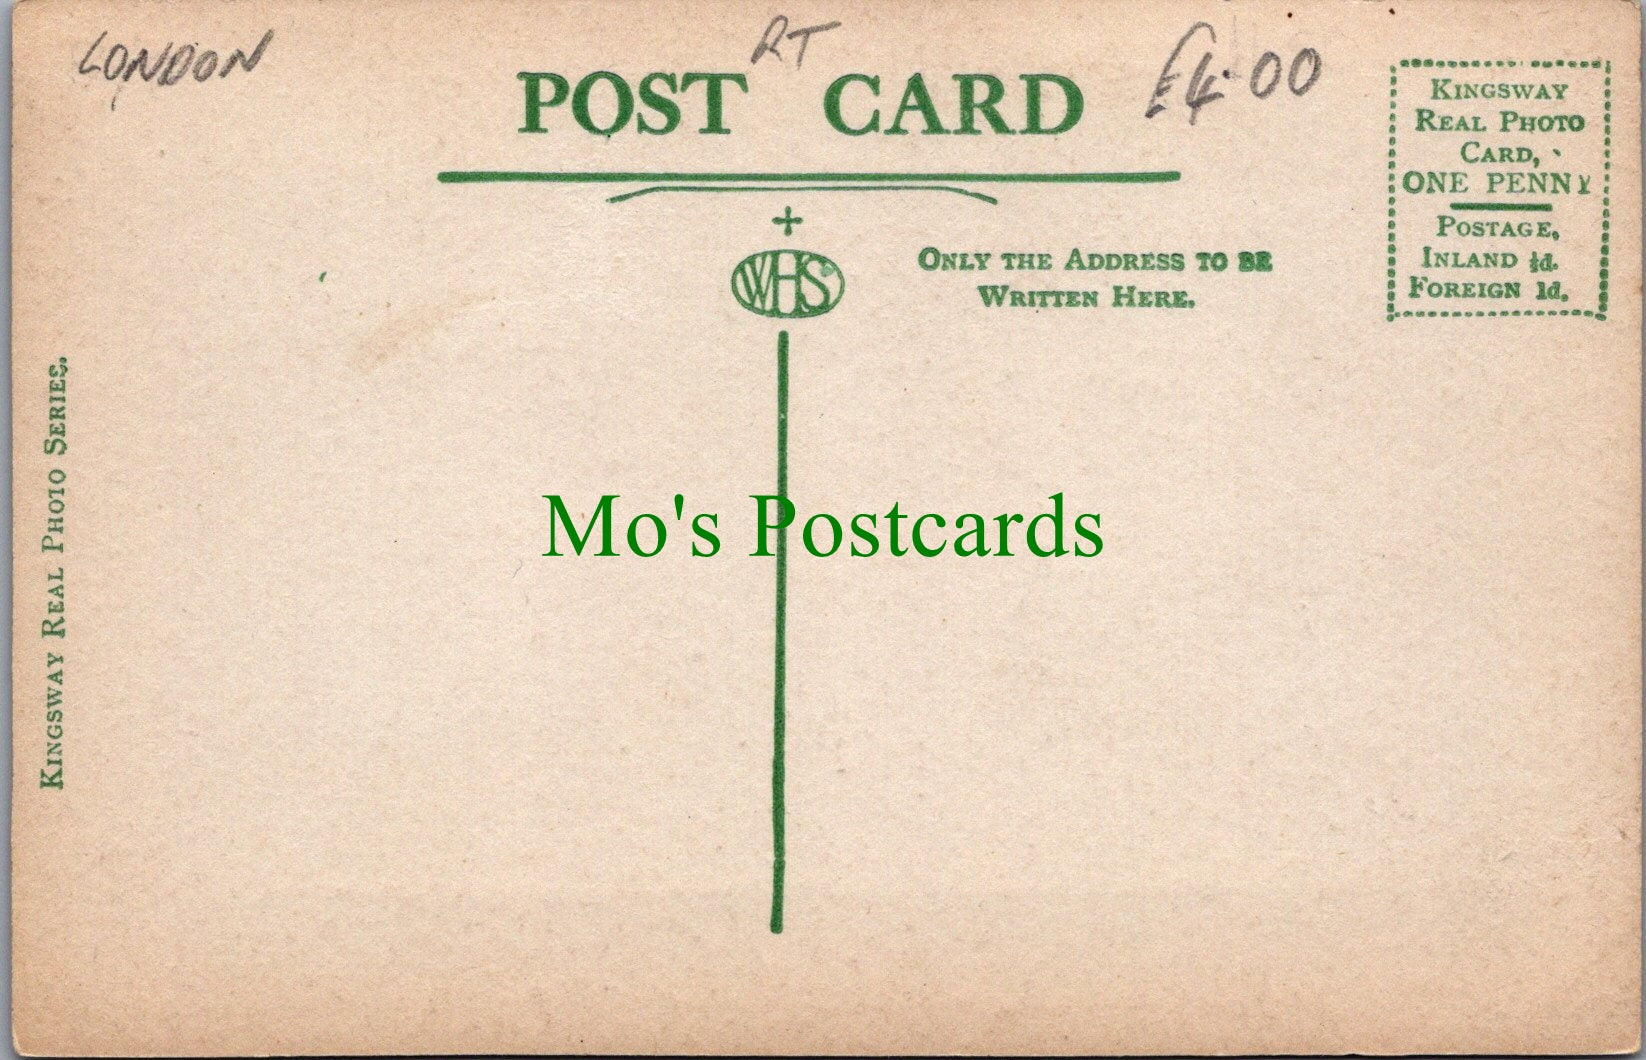 LONDON
RT
£4.00
POST CARD
KINGSWAY
REAL PHOTO
CARD,
ONE PENNY
POSTAGE,
INLAND ½d.
FOREIGN 1d.
WHS
ONLY THE ADDRESS TO BE
WRITTEN HERE.
KINGSWAY REAL PHOTO SERIES.
Mo's Postcards